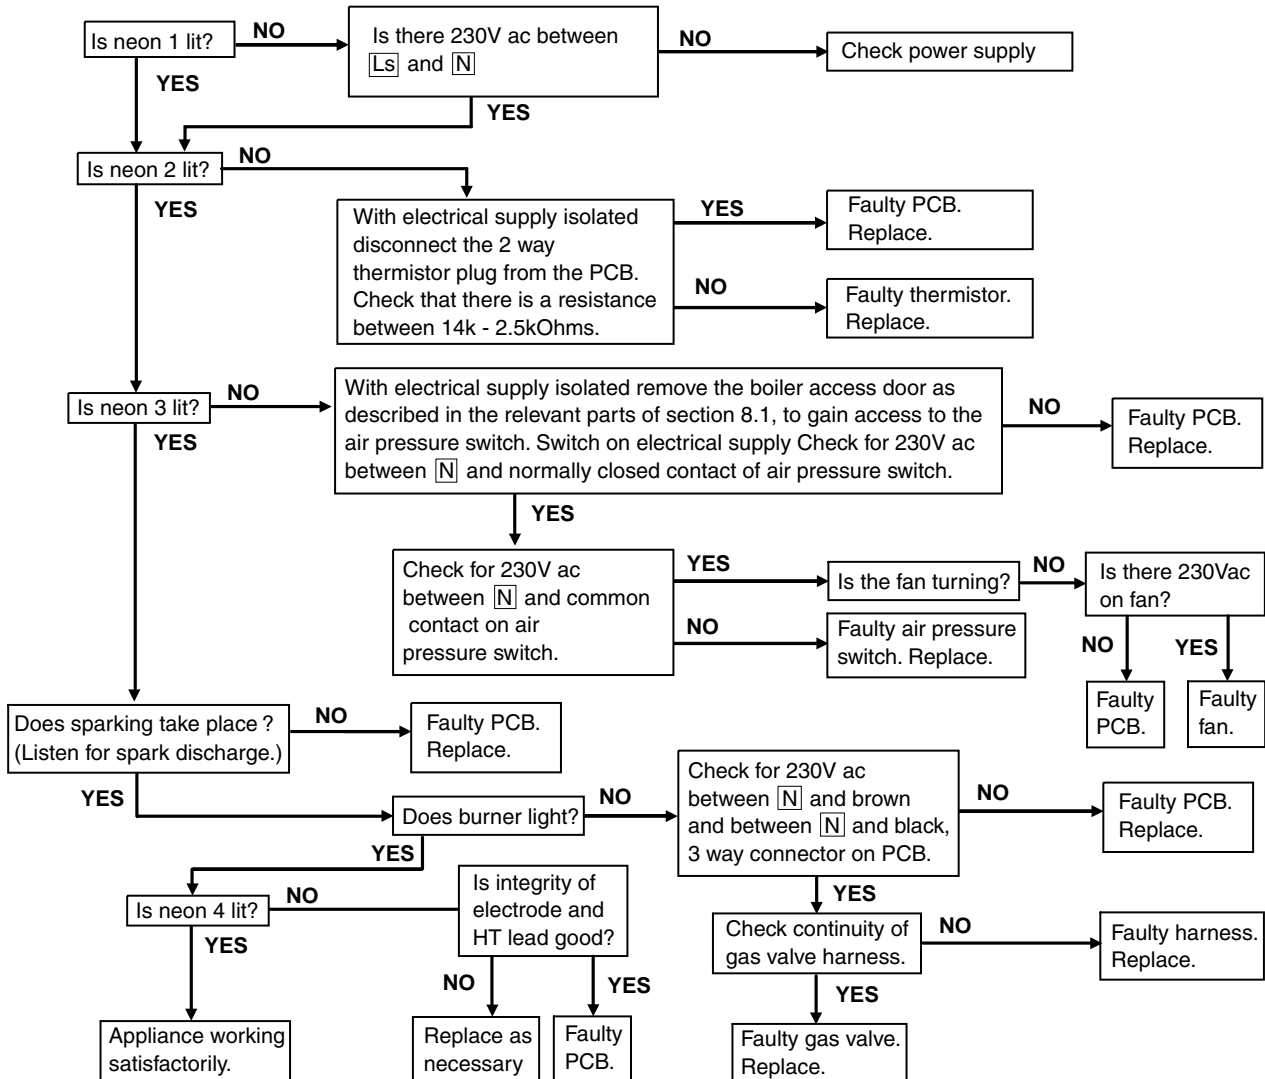 Is neon 1 lit?
NO
Is there 230V ac between
Ls and N
NO
Check power supply
YES
YES
Is neon 2 lit?
NO
YES
With electrical supply isolated
disconnect the 2 way
thermistor plug from the PCB.
Check that there is a resistance
between 14k - 2.5kOhms.
YES
Faulty PCB.
Replace.
NO
Faulty thermistor.
Replace.
Is neon 3 lit?
NO
YES
With electrical supply isolated remove the boiler access door as
described in the relevant parts of section 8.1, to gain access to the
air pressure switch. Switch on electrical supply Check for 230V ac
between N and normally closed contact of air pressure switch.
NO
Faulty PCB.
Replace.
YES
Check for 230V ac
between N and common
contact on air
pressure switch.
YES
Is the fan turning?
NO
Is there 230Vac
on fan?
NO
Faulty air pressure
switch. Replace.
NO
YES
Faulty
PCB.
Faulty
fan.
Does sparking take place ?
(Listen for spark discharge.)
NO
Faulty PCB.
Replace.
YES
Does burner light?
NO
Check for 230V ac
between N and brown
and between N and black,
3 way connector on PCB.
NO
Faulty PCB.
Replace.
YES
YES
Is neon 4 lit?
NO
Is integrity of
electrode and
HT lead good?
YES
Check continuity of
gas valve harness.
NO
Faulty harness.
Replace.
NO
YES
YES
Appliance working
satisfactorily.
Replace as
necessary
Faulty
PCB.
Faulty gas valve.
Replace.